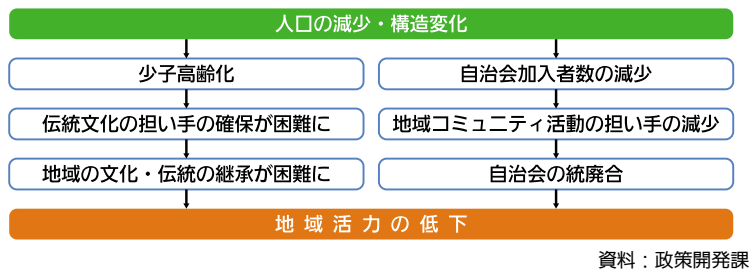 人口の減少・構造変化
少子高齢化
自治会加入者数の減少
伝統文化の担い手の確保が困難に
地域コミュニティ活動の担い手の減少
地域の文化・伝統の継承が困難に
自治会の統廃合
地域活力の低下
資料：政策開発課